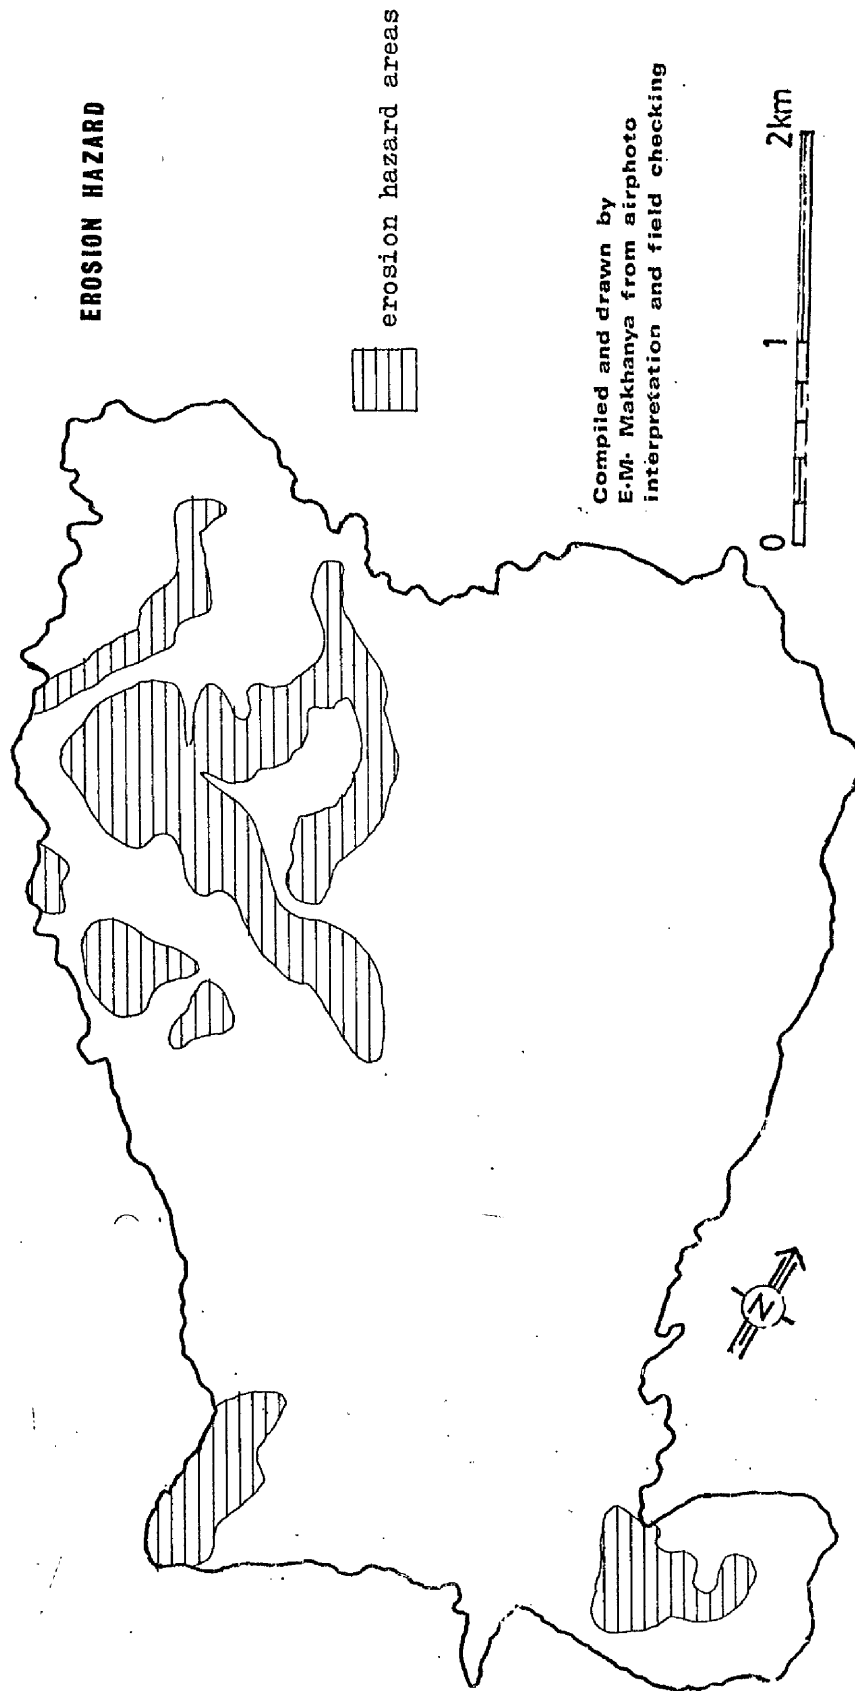 EROSION HAZARD
erosion hazard areas
Compiled and drawn by
E.M. Makhanya from airphoto
interpretation and field checking
0 1 2km
N